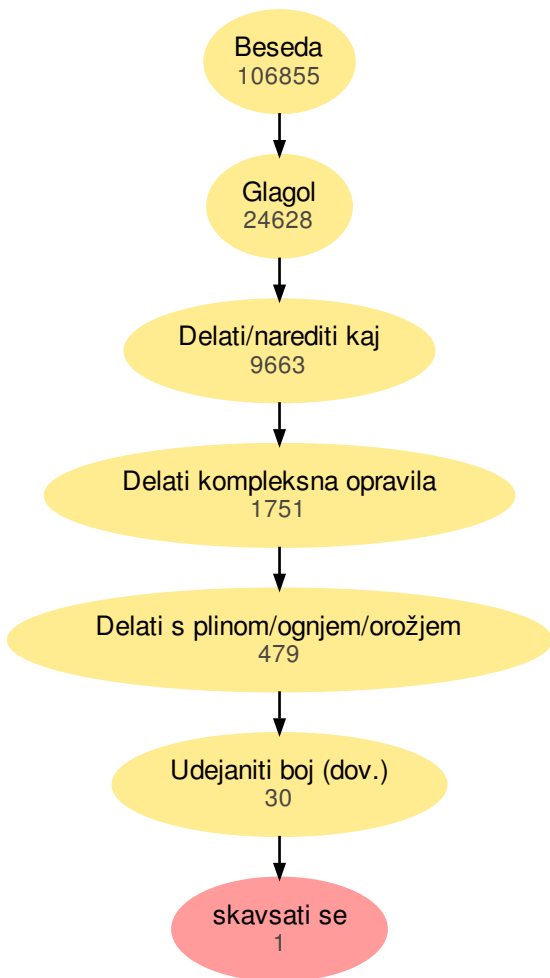 Beseda
106855
Glagol
24628
Delati/narediti kaj
9663
Delati kompleksna opravila
1751
Delati s plinom/ognjem/orožjem
479
Udejaniti boj (dov.)
30
skavsati se
1